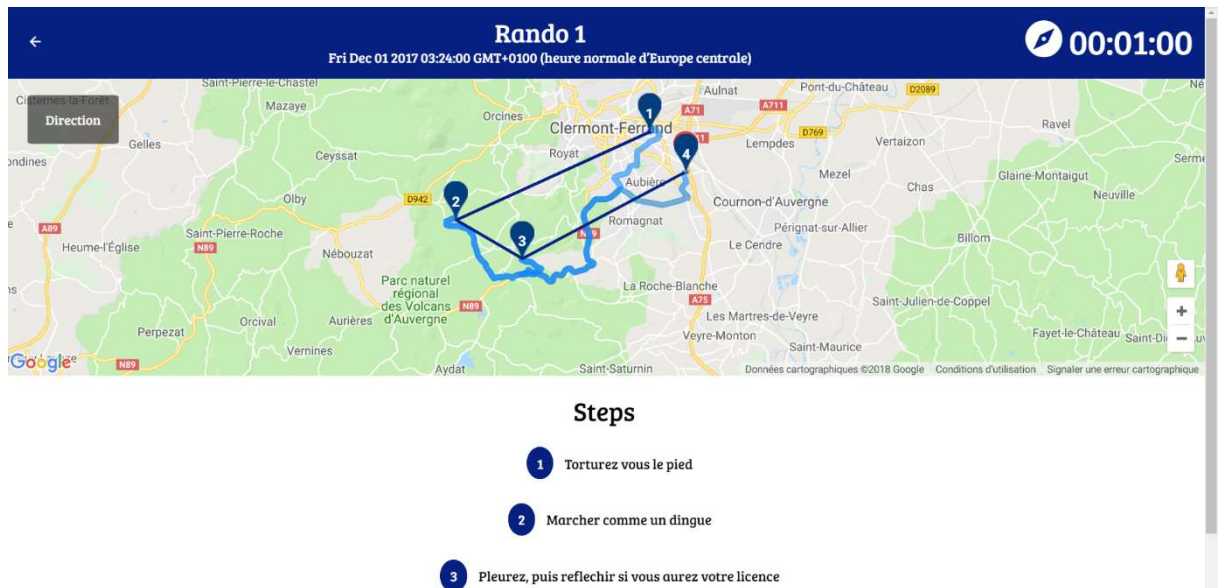 Rando 1
Fri Dec 01 2017 03:24:00 GMT+0100 (heure normale d'Europe centrale)
00:01:00
Direction
Saint-Pierre-le-Chastel
Cisternes-la-Forêt
Mazaye
Gelles
Ceyssat
Orcines
Clermont-Ferrand
Royat
Aulnat
Pont-du-Château
D2089
A71
A711
D769
Lempdes
Vertaizon
Ravel
Mezel
Chas
Glaine-Montaigut
Neuville
Olby
D942
Aubière
Cournon-d'Auvergne
Pérignat-sur-Allier
Billom
A89
Heume-l'Église
Saint-Pierre-Roche
N89
Nébouzat
Romagnat
Le Cendre
Parc naturel
régional
des Volcans
d'Auvergne
N89
La Roche-Blanche
A75
Les Martres-de-Veyre
Veyre-Monton
Saint-Julien-de-Coppel
Perpezat
Orcival
Aurières
Vernines
Saint-Maurice
Fayet-le-Château
N89
Aydat
Saint-Saturnin
1
2
3
4
Google
Données cartographiques ©2018 Google Conditions d'utilisation Signaler une erreur cartographique
Steps
1 Torturez vous le pied
2 Marcher comme un dingue
3 Pleurez, puis reflechir si vous aurez votre licence